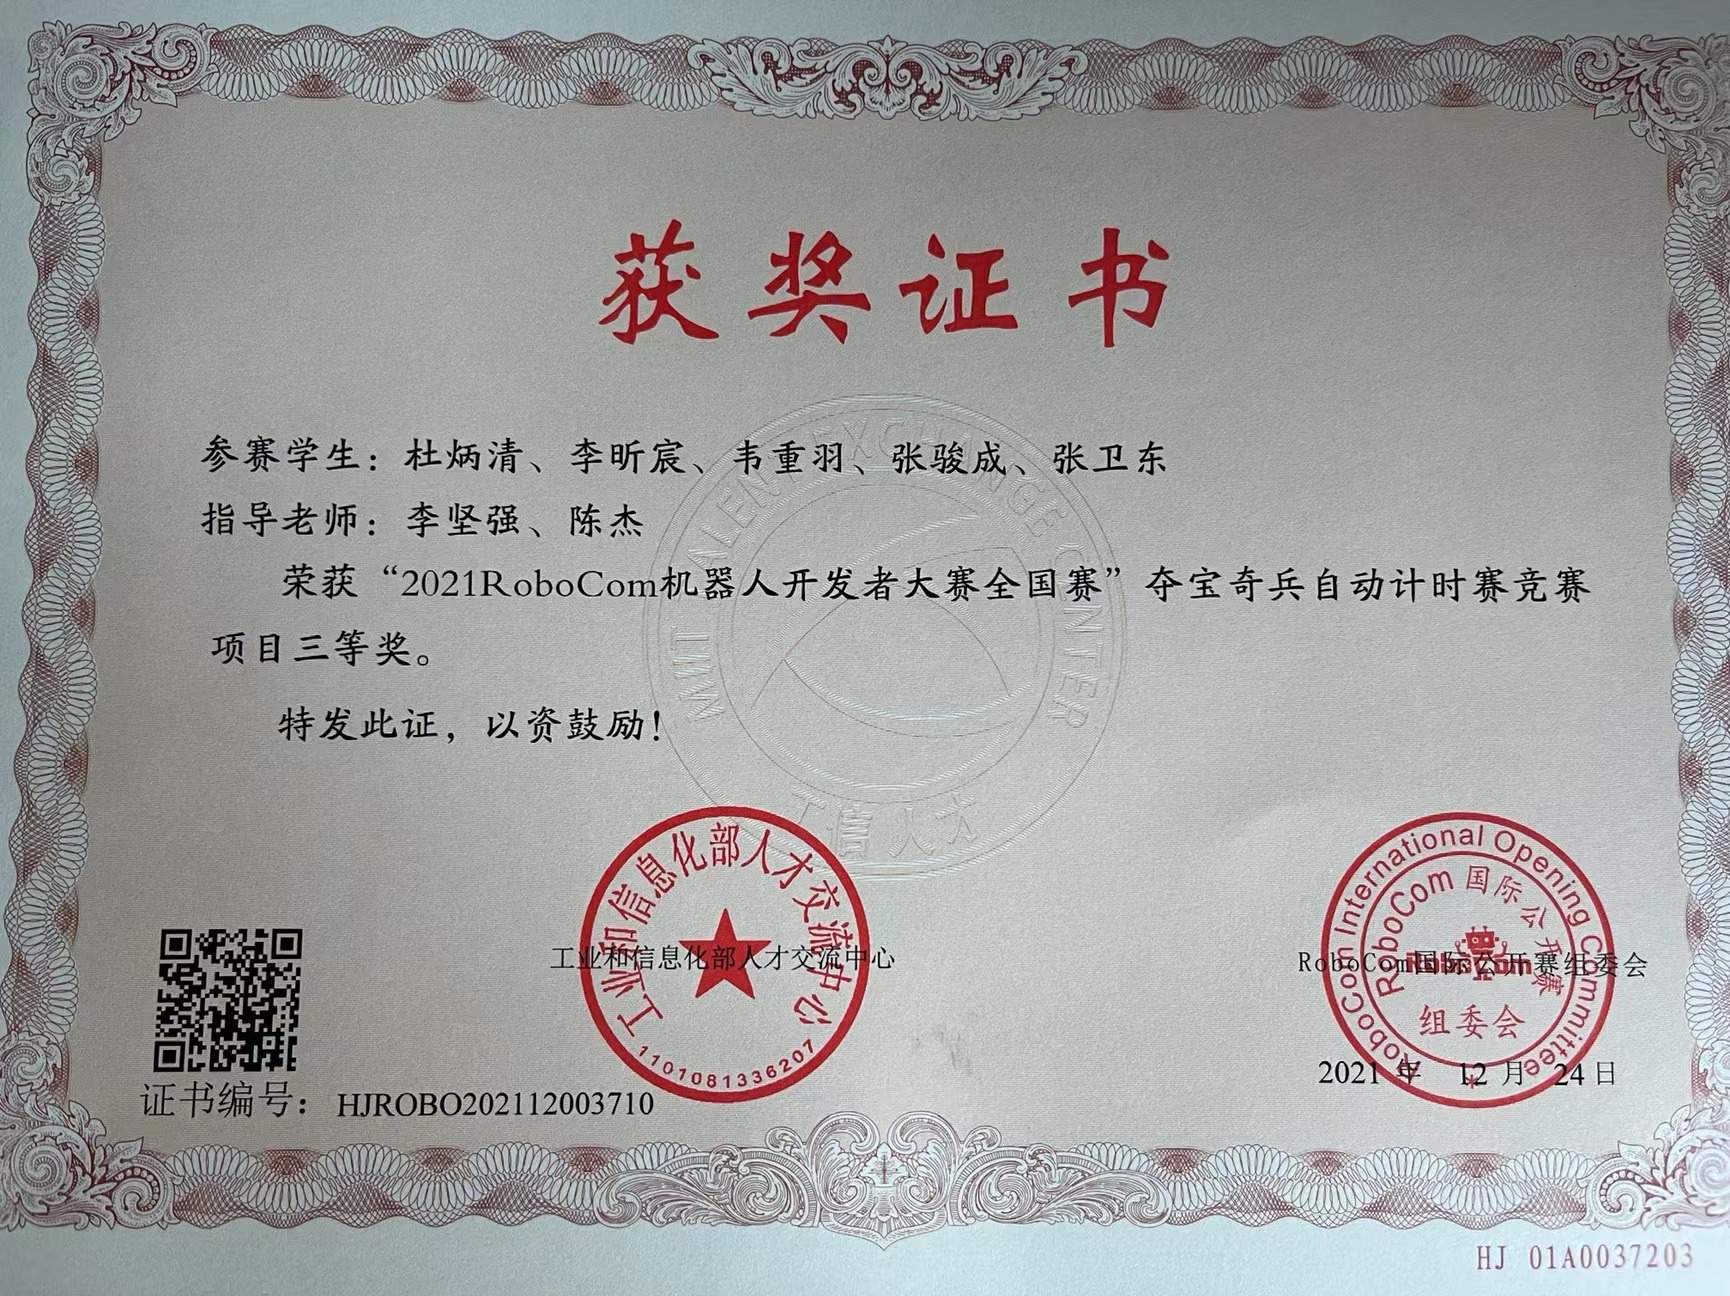 获奖证书
参赛学生：杜炳清、李昕宸、韦重羽、张骏成、张卫东
指导老师：李坚强、陈杰
荣获“2021RoboCom机器人开发者大赛全国赛”夺宝奇兵自动计时赛竞赛
项目三等奖。
特发此证，以资鼓励！
MIIT TALENT EXCHANGE CENTER
工信人才
工业和信息化部人才交流中心
工业和信息化部人才交流中心
1101081336207
RoboCom International Opening Committee
RoboCom国际公开赛
RoboCom国际公开赛组委会
组委会
2021 年 12 月 24 日
证书编号： HJROBO202112003710
HJ 01A0037203